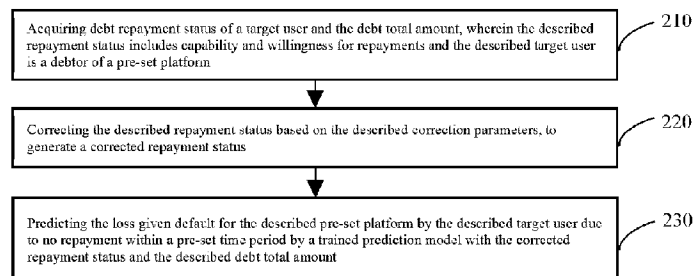 Acquiring debt repayment status of a target user and the debt total amount, wherein the described
repayment status includes capability and willingness for repayments and the described target user
is a debtor of a pre-set platform
210
Correcting the described repayment status based on the described correction parameters, to
generate a corrected repayment status
220
Predicting the loss given default for the described pre-set platform by the described target user due
to no repayment within a pre-set time period by a trained prediction model with the corrected
repayment status and the described debt total amount
230